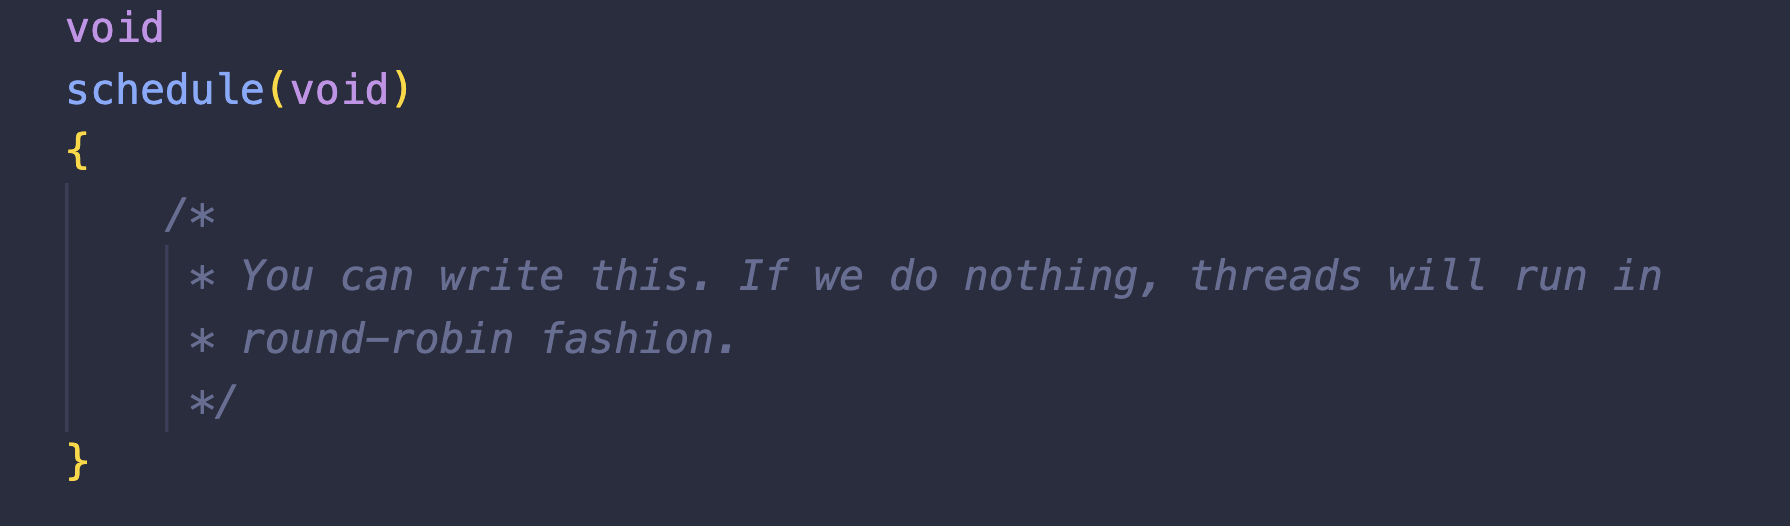 void
schedule(void)
{
/*
* You can write this. If we do nothing, threads will run in
* round-robin fashion.
*/
}